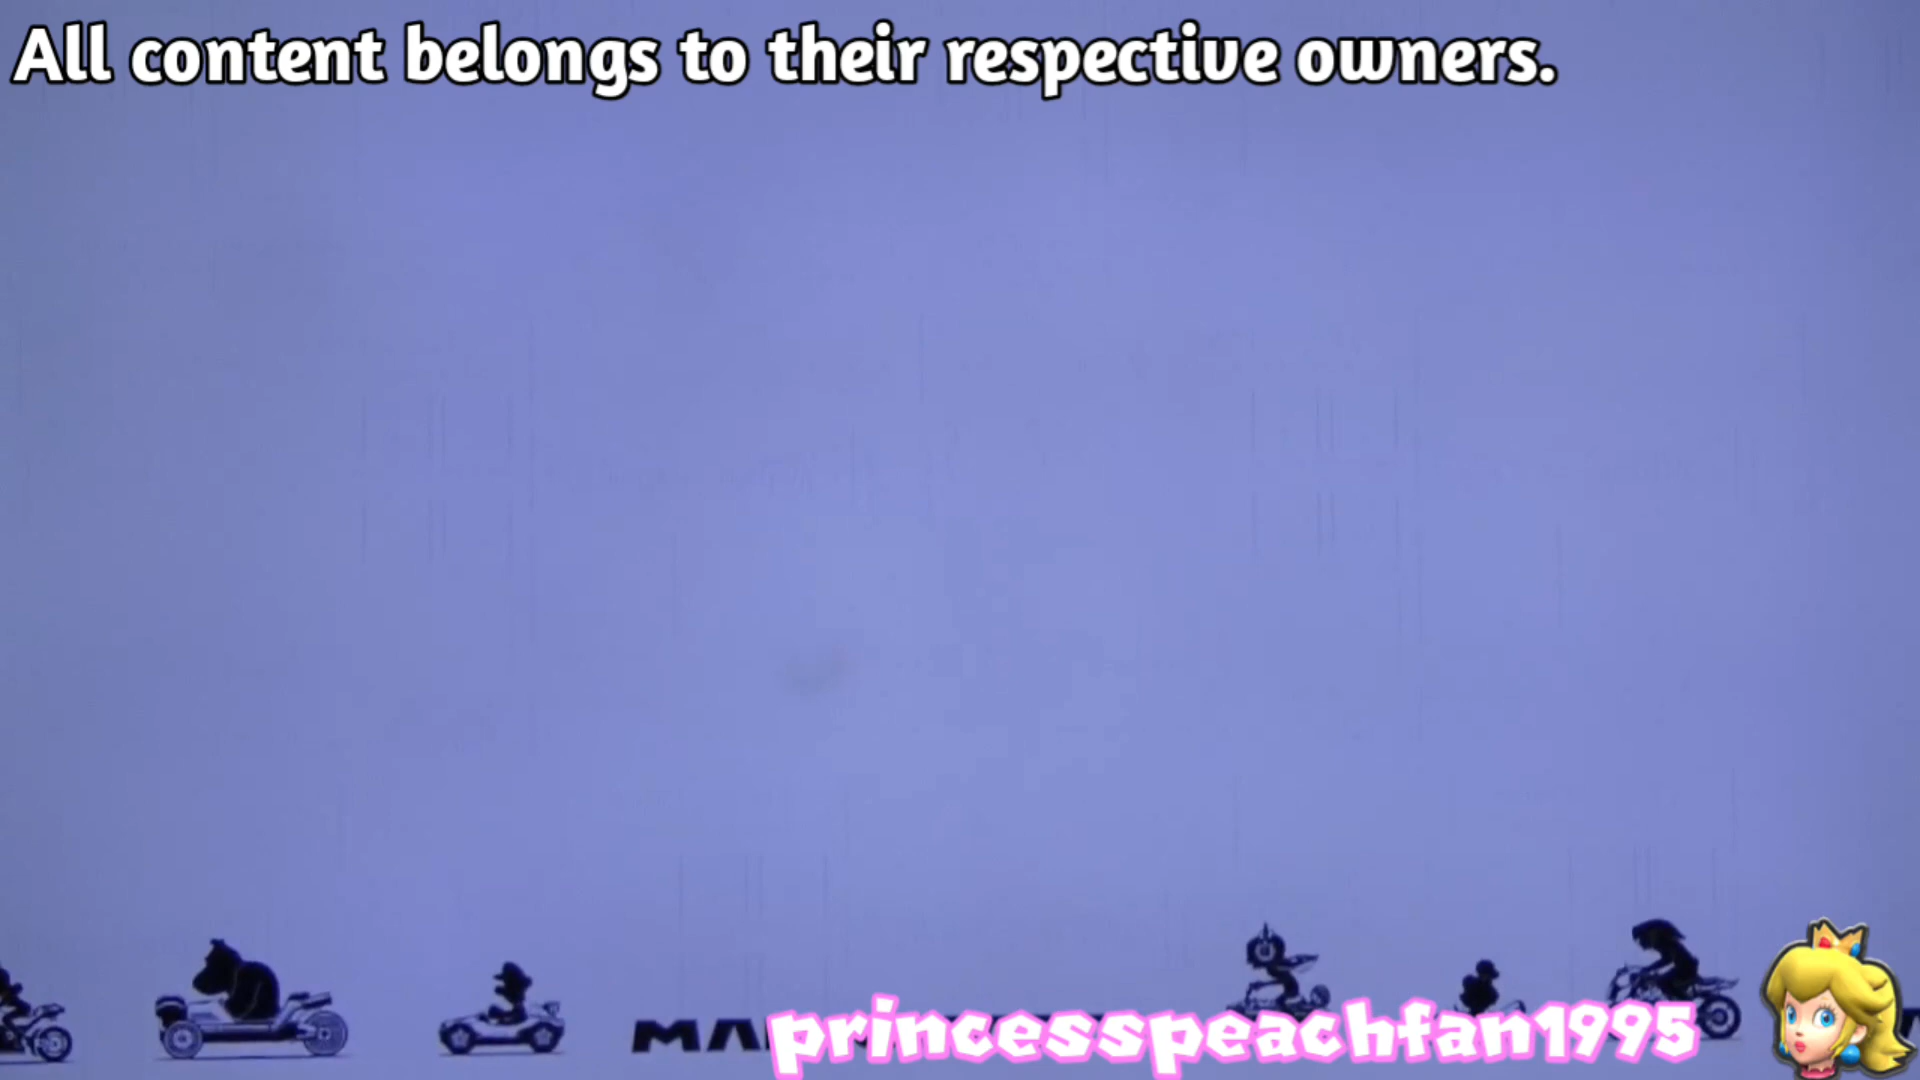 All content belongs to their respective owners.
princesspeachfan1995